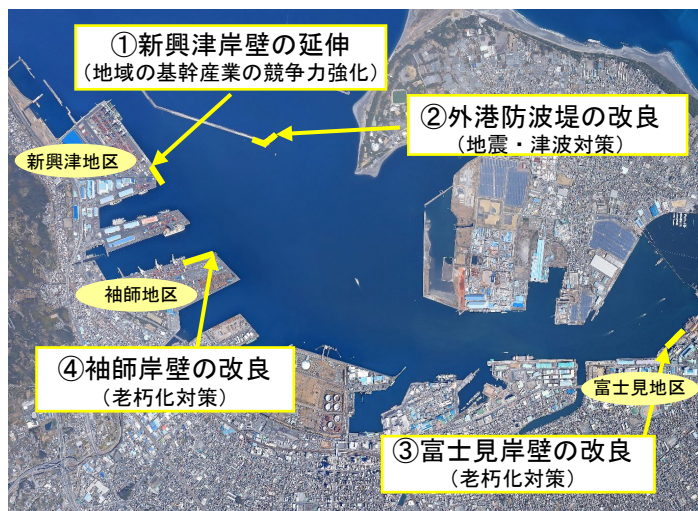 ①新興津岸壁の延伸
（地域の基幹産業の競争力強化）
②外港防波堤の改良
（地震・津波対策）
新興津地区
袖師地区
④袖師岸壁の改良
（老朽化対策）
富士見地区
③富士見岸壁の改良
（老朽化対策）